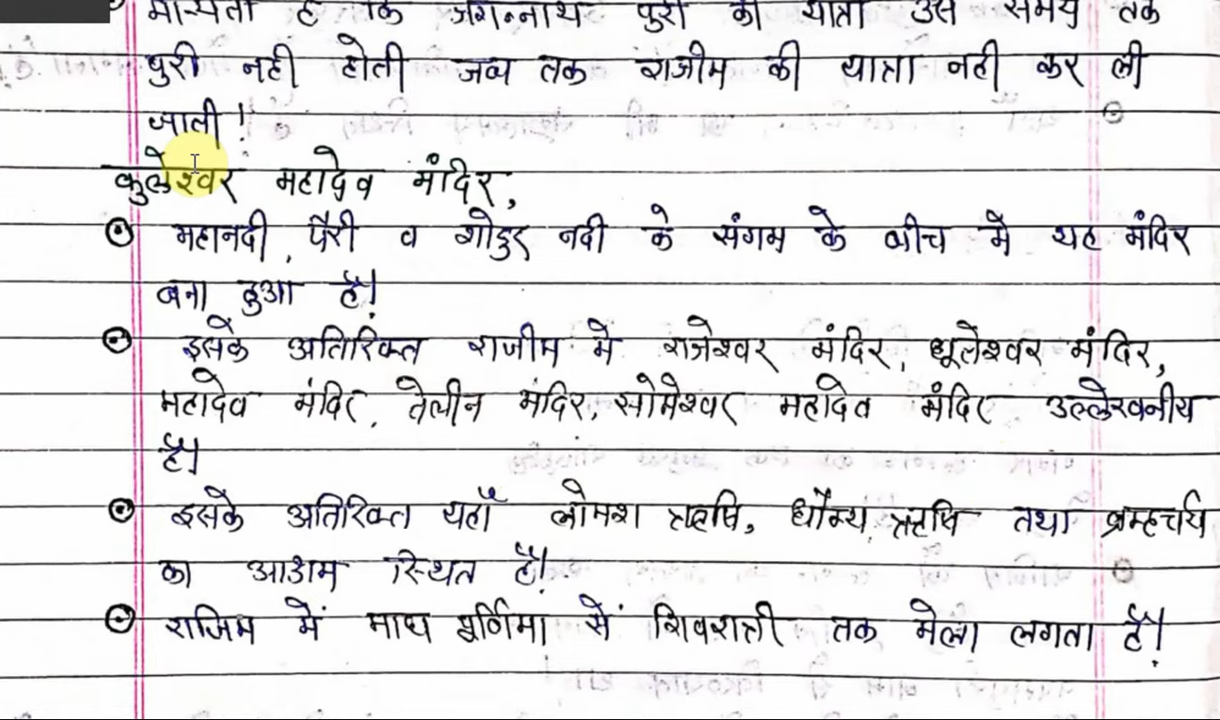 मान्यता है कि जगन्नाथ पुरी की यात्रा उस समय तक
पुरी नही होती जब तक राजीम की यात्रा नही कर ली
जाती !
कुलेश्वर महादेव मंदिर,
महानदी, पैरी व शोढुर नदी के संगम के बीच मे यह मंदिर
बना हुआ है।
इसके अतिरिक्त राजीम मे राजेश्वर मंदिर, धूलेश्वर मंदिर,
महादेव मंदिर, तेलीन मंदिर, सोमेश्वर महादेव मंदिर उल्लेखनीय
है।
इसके अतिरिक्त यहाँ लोमश ऋषि, धौम्य ऋषि तथा ब्रम्हचर्य
का आश्रम स्थित है।
राजिम में माघ पूर्णिमा से शिवरात्री तक मेला लगता है।